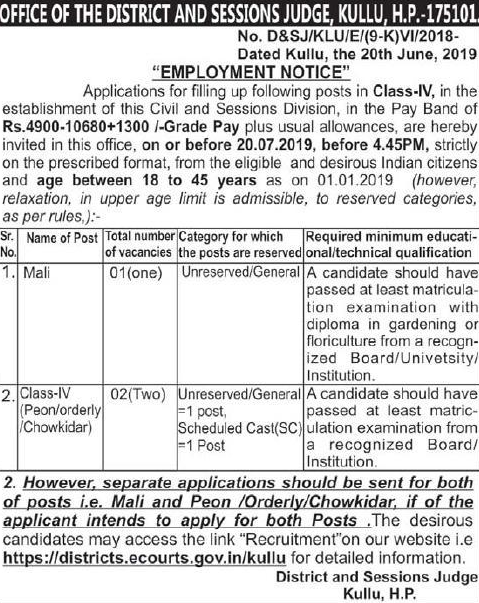 OFFICE OF THE DISTRICT AND SESSIONS JUDGE, KULLU, H.P.-175101.
No. D&SJ/KLU/E/(9-K)VI/2018-
Dated Kullu, the 20th June, 2019
“EMPLOYMENT NOTICE”
Applications for filling up following posts in Class-IV, in the
establishment of this Civil and Sessions Division, in the Pay Band of
Rs.4900-10680+1300 /-Grade Pay plus usual allowances, are hereby
invited in this office, on or before 20.07.2019, before 4.45PM, strictly
on the prescribed format, from the eligible and desirous Indian citizens
and age between 18 to 45 years as on 01.01.2019 (however,
relaxation, in upper age limit is admissible, to reserved categories,
as per rules,):-
Sr. No. Name of Post Total number of vacancies Category for which the posts are reserved Required minimum educati-onal/technical qualification
1. Mali 01(one) Unreserved/General A candidate should have
passed at least matricula-
tion examination with
diploma in gardening or
floriculture from a recogn-
ized Board/Univetsity/
Institution.
2. Class-IV 02(Two) Unreserved/General A candidate should have
(Peon/orderly =1 post, passed at least matric-
/Chowkidar) Scheduled Cast(SC) ulation examination from
=1 Post a recognized Board/
Institution.
2. However, separate applications should be sent for both
of posts i.e. Mali and Peon /Orderly/Chowkidar, if of the
applicant intends to apply for both Posts .The desirous
candidates may access the link “Recruitment”on our website i.e
https://districts.ecourts.gov.in/kullu for detailed information.
District and Sessions Judge
Kullu, H.P.